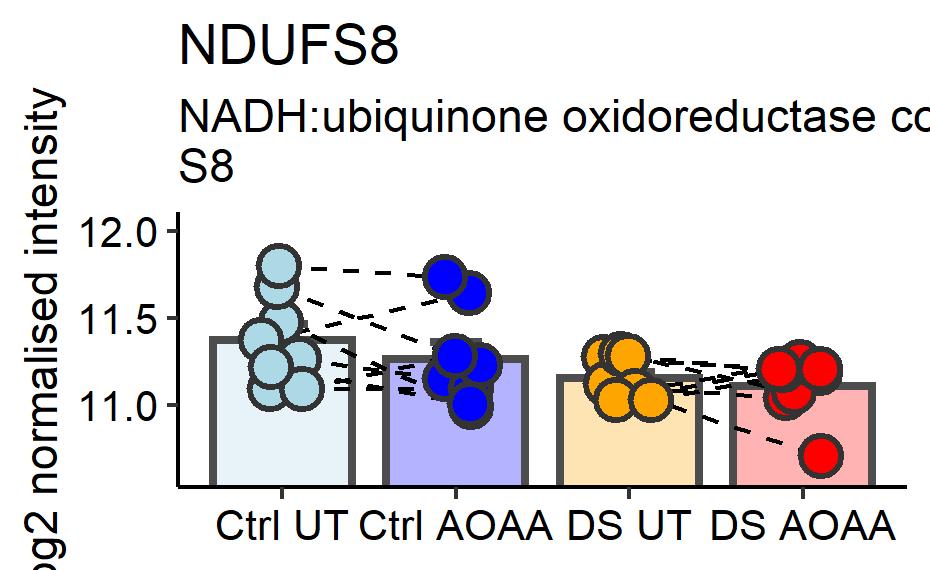 NDUFS8
NADH:ubiquinone oxidoreductase
S8
og2 normalised intensity
12.0
11.5
11.0
Ctrl UT
Ctrl AOAA
DS UT
DS AOAA